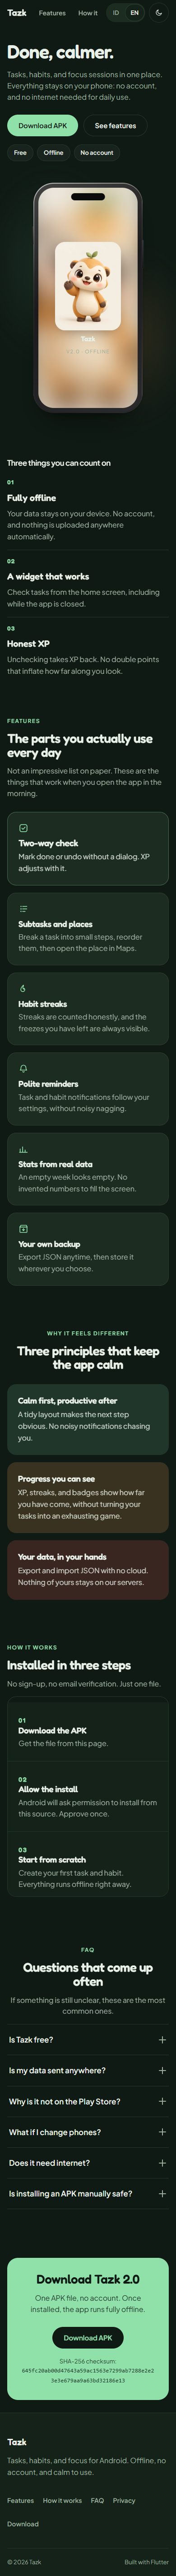 Tazk Features How it ID EN
Done, calmer.
Tasks, habits, and focus sessions in one place.
Everything stays on your phone: no account,
and no internet needed for daily use.
Download APK See features
Free Offline No account
Tazk
V2.0 · OFFLINE
Three things you can count on
01
Fully offline
Your data stays on your device. No account,
and nothing is uploaded anywhere
automatically.
02
A widget that works
Check tasks from the home screen, including
while the app is closed.
03
Honest XP
Unchecking takes XP back. No double points
that inflate how far along you look.
FEATURES
The parts you actually use
every day
Not an impressive list on paper. These are the
things that work when you open the app in the
morning.
Two-way check
Mark done or undo without a dialog. XP
adjusts with it.
Subtasks and places
Break a task into small steps, reorder
them, then open the place in Maps.
Habit streaks
Streaks are counted honestly, and the
freezes you have left are always visible.
Polite reminders
Task and habit notifications follow your
settings, without noisy nagging.
Stats from real data
An empty week looks empty. No
invented numbers to fill the screen.
Your own backup
Export JSON anytime, then store it
wherever you choose.
WHY IT FEELS DIFFERENT
Three principles that keep
the app calm
Calm first, productive after
A tidy layout makes the next step
obvious. No noisy notifications chasing
you.
Progress you can see
XP, streaks, and badges show how far
you have come, without turning your
tasks into an exhausting game.
Your data, in your hands
Export and import JSON with no cloud.
Nothing of yours stays on our servers.
HOW IT WORKS
Installed in three steps
No sign-up, no email verification. Just one file.
01
Download the APK
Get the file from this page.
02
Allow the install
Android will ask permission to install from
this source. Approve once.
03
Start from scratch
Create your first task and habit.
Everything runs offline right away.
FAQ
Questions that come up
often
If something is still unclear, these are the most
common ones.
Is Tazk free?
Is my data sent anywhere?
Why is it not on the Play Store?
What if I change phones?
Does it need internet?
Is installing an APK manually safe?
Download Tazk 2.0
One APK file, no account. Once
installed, the app runs fully offline.
Download APK
SHA-256 checksum:
Tazk
Tasks, habits, and focus for Android. Offline, no
account, and calm to use.
Features How it works FAQ Privacy
Download
© 2026 Tazk Built with Flutter